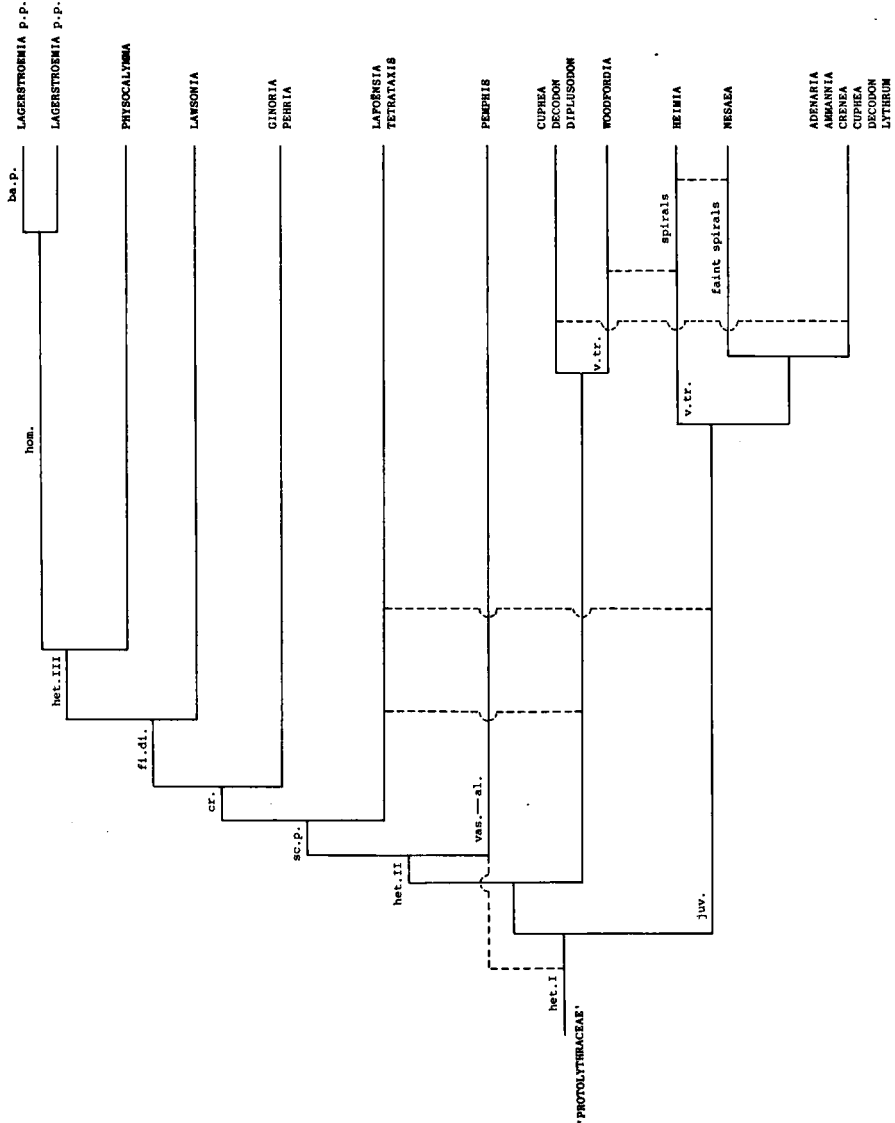 LAGERSTROEMIA p.p.
LAGERSTROEMIA p.p.
PHYSOCALYMMA
LAWSONIA
GINORIA
PEHRIA
LAFOËNSIA
TETRATAXIS
PEMPHIS
CUPHEA
DECODON
DIPLUSODON
WOODFORDIA
HEIMIA
NESAEA
ADENARIA
AMMANNIA
CRENEA
CUPHEA
DECODON
LYTHRUM
ba.p.
hom.
het.III
fi.di.
cr.
sc.p.
het.II
vas.—al.
v.tr.
spirals
faint spirals
v.tr.
juv.
het.I
'PROTOLYTHRACEAE'